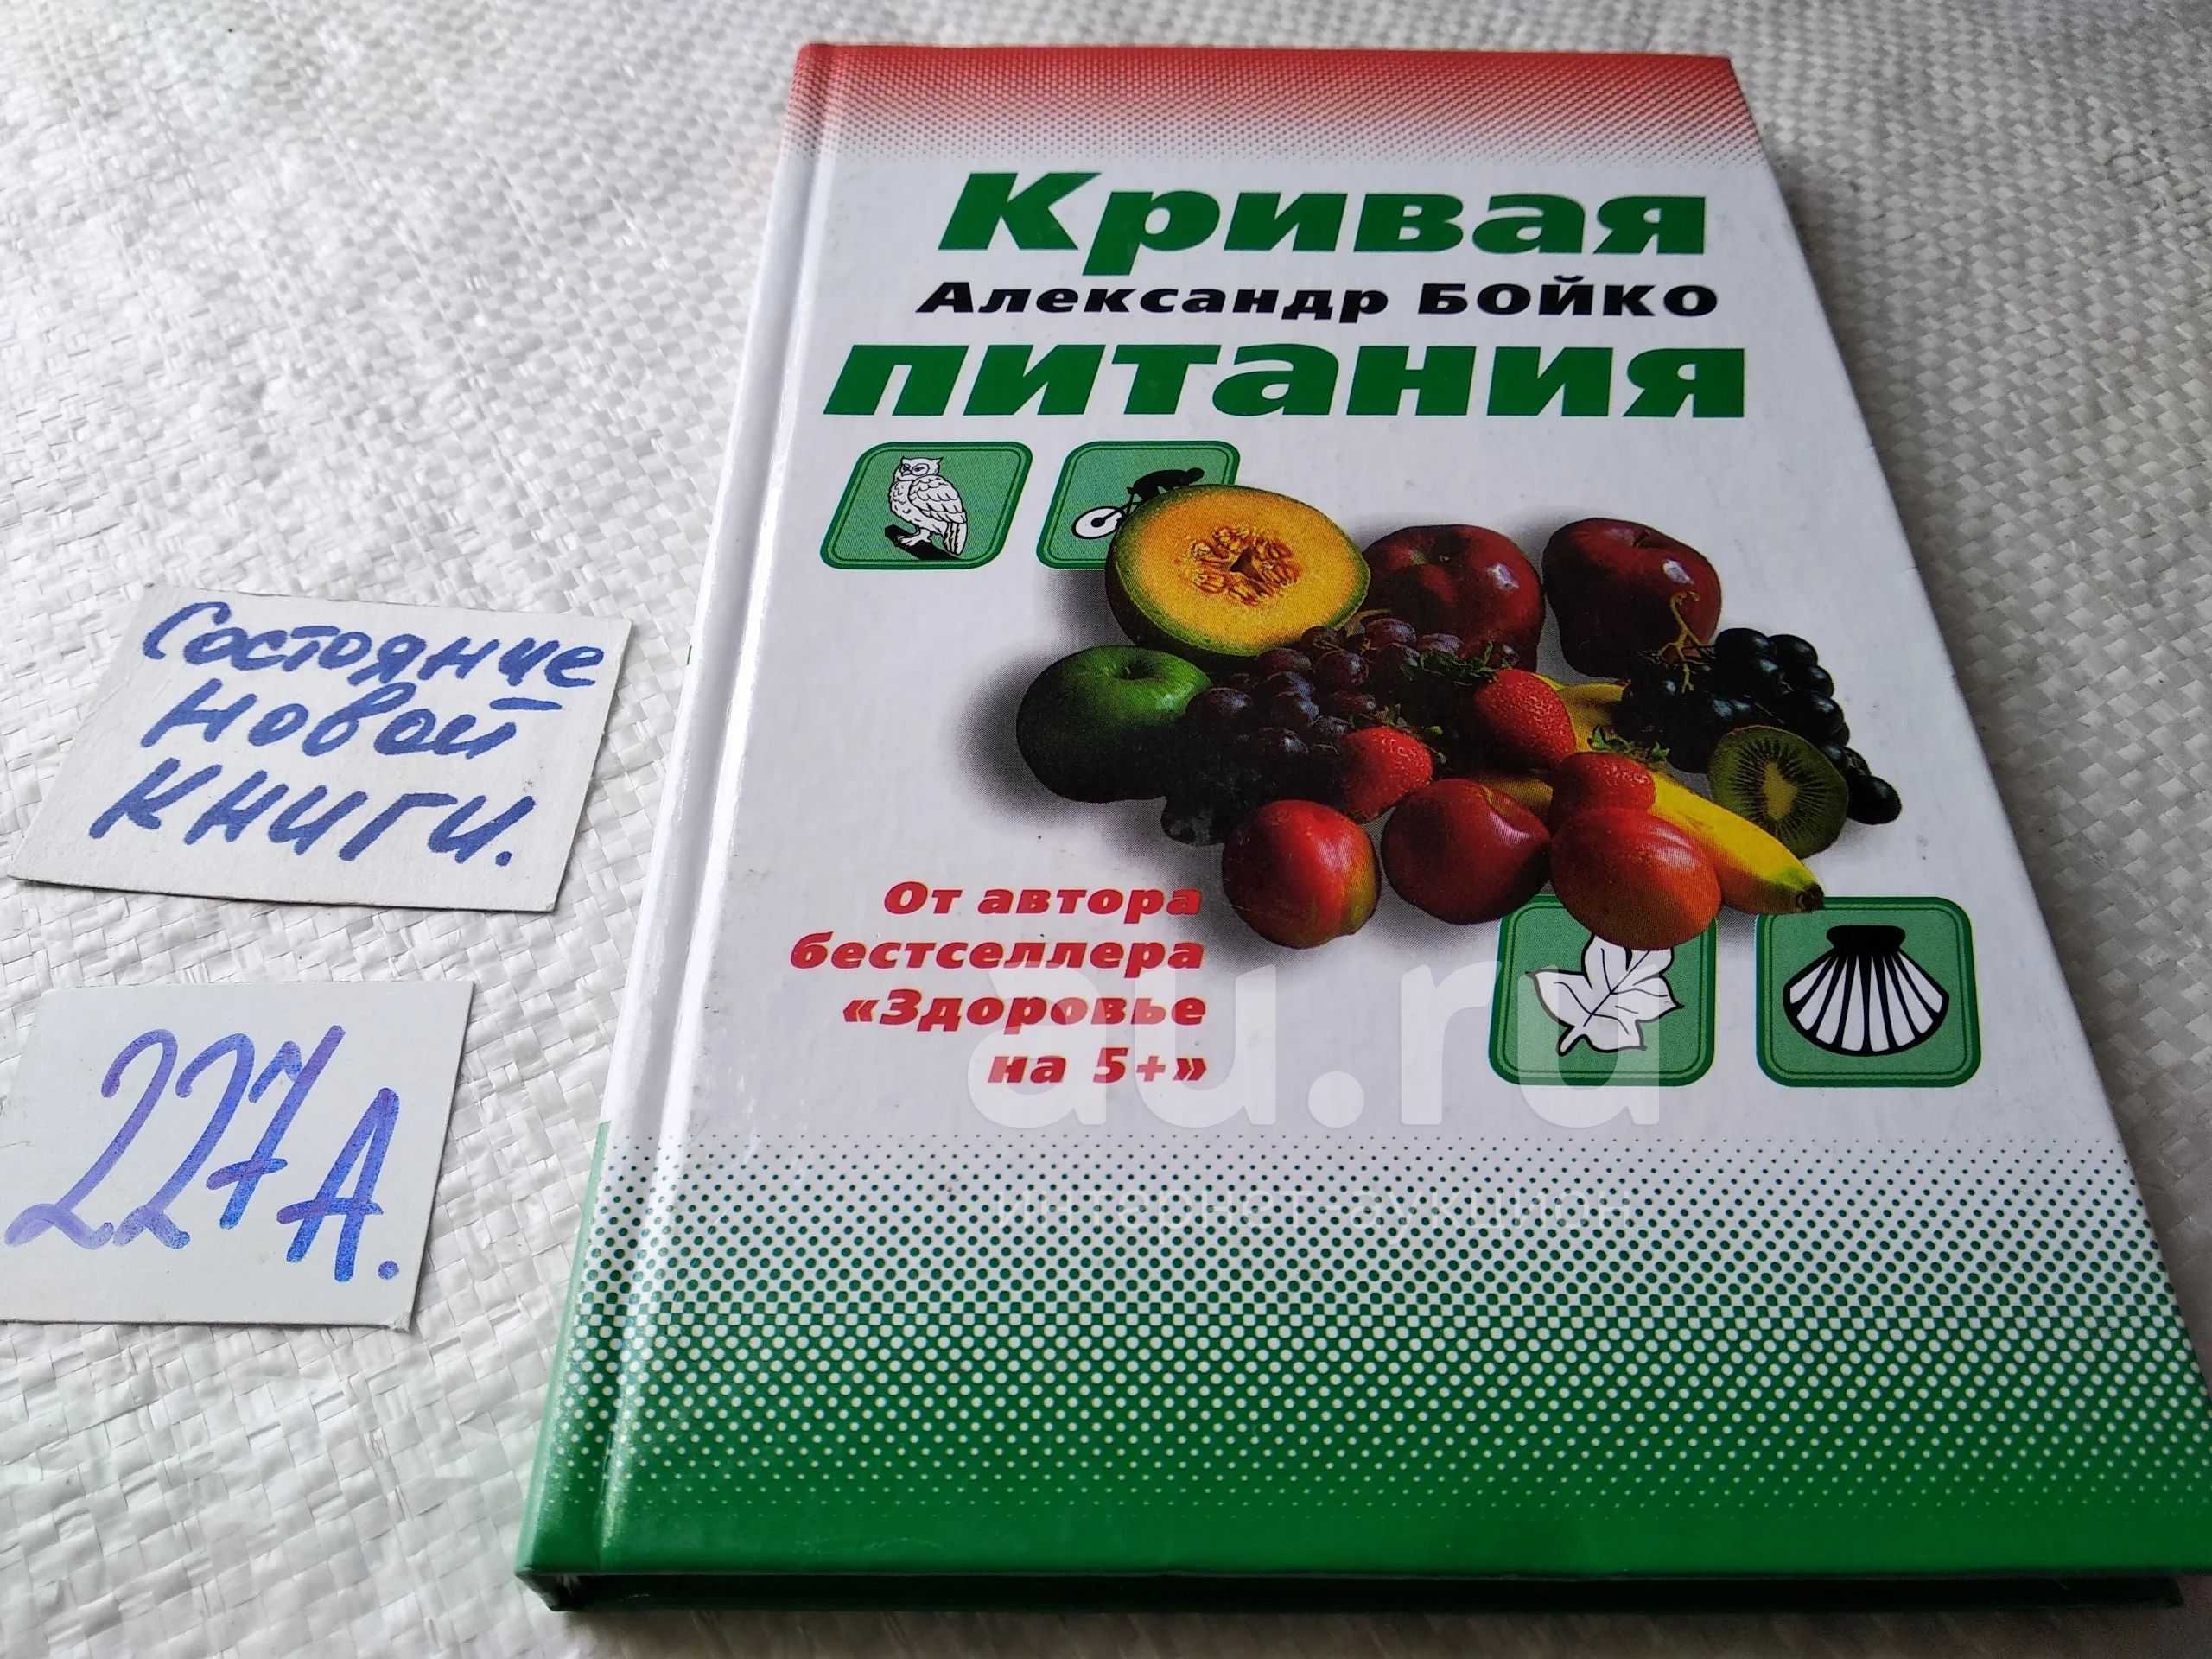 Кривая
Александр БОЙКО
питания
От автора
бестселлера
«Здоровье
на 5+»
Состояние
новой
книги.
227А.
au.ru
интернет-аукцион